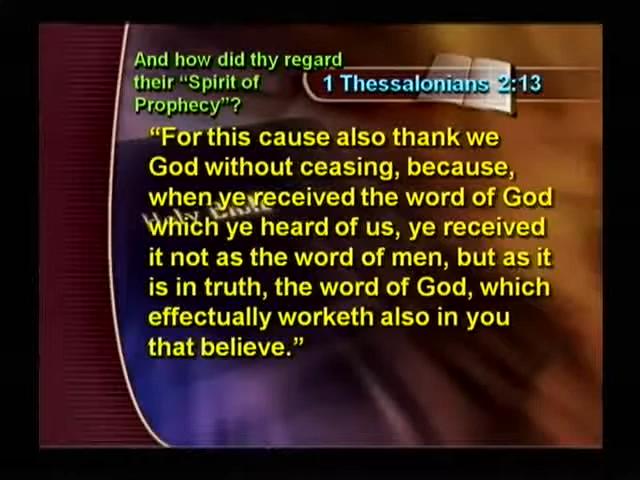 And how did thy regard
their “Spirit of
Prophecy”?
1 Thessalonians 2:13
“For this cause also thank we
God without ceasing, because,
when ye received the word of God
which ye heard of us, ye received
it not as the word of men, but as it
is in truth, the word of God, which
effectually worketh also in you
that believe.”
Holy Bible